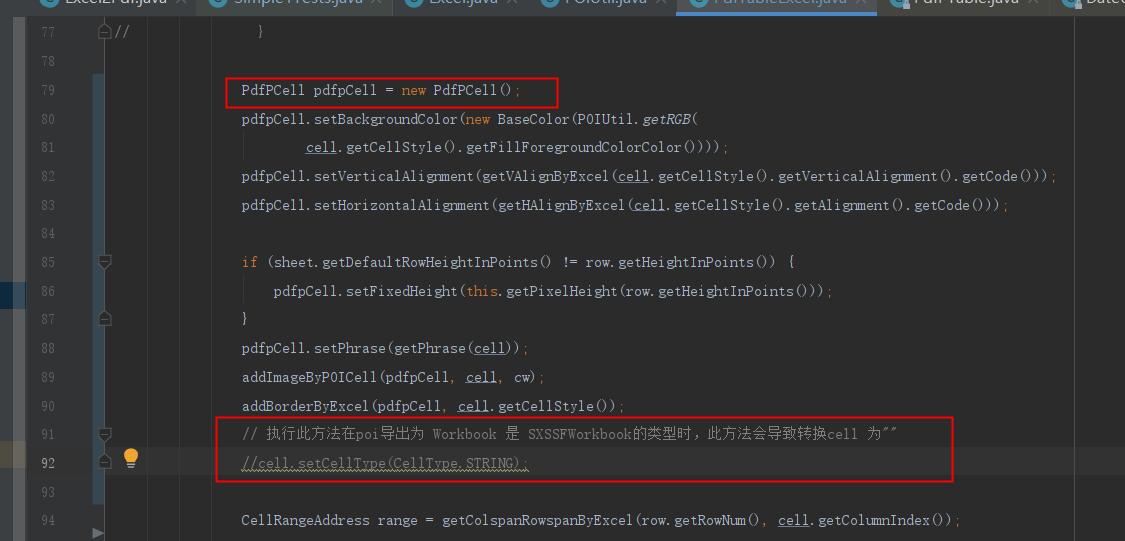 Excel2Pdf.java SimpleTTests.java Excel.java POIUtil.java PdfTableExcel.java PdfPTable.java
77 // }
78
79 PdfPCell pdfpCell = new PdfPCell();
80 pdfpCell.setBackgroundColor(new BaseColor(POIUtil.getRGB(
81 cell.getCellStyle().getFillForegroundColorColor())));
82 pdfpCell.setVerticalAlignment(getVAlignByExcel(cell.getCellStyle().getVerticalAlignment().getCode()));
83 pdfpCell.setHorizontalAlignment(getHAlignByExcel(cell.getCellStyle().getAlignment().getCode()));
84
85 if (sheet.getDefaultRowHeightInPoints() != row.getHeightInPoints()) {
86 pdfpCell.setFixedHeight(this.getPixelHeight(row.getHeightInPoints()));
87 }
88 pdfpCell.setPhrase(getPhrase(cell));
89 addImageByPOICell(pdfpCell, cell, cw);
90 addBorderByExcel(pdfpCell, cell.getCellStyle());
91 // 执行此方法在poi导出为 Workbook 是 SXSSFWorkbook的类型时，此方法会导致转换cell 为""
92 //cell.setCellType(CellType.STRING);
93
94 CellRangeAddress range = getColspanRowspanByExcel(row.getRowNum(), cell.getColumnIndex());